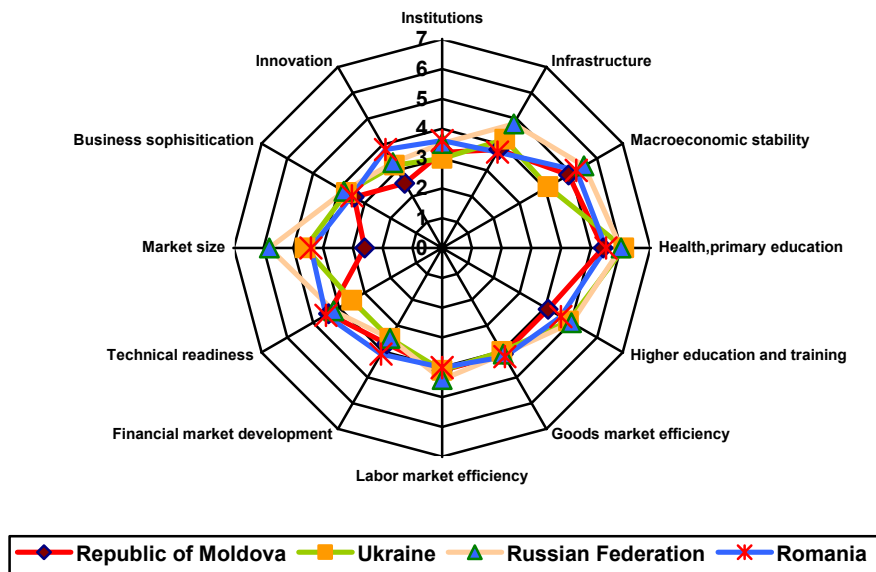 Institutions
7
6
5
4
3
2
1
0
Infrastructure
Macroeconomic stability
Health,primary education
Higher education and training
Goods market efficiency
Labor market efficiency
Financial market development
Technical readiness
Market size
Business sophisitication
Innovation
Republic of Moldova
Ukraine
Russian Federation
Romania